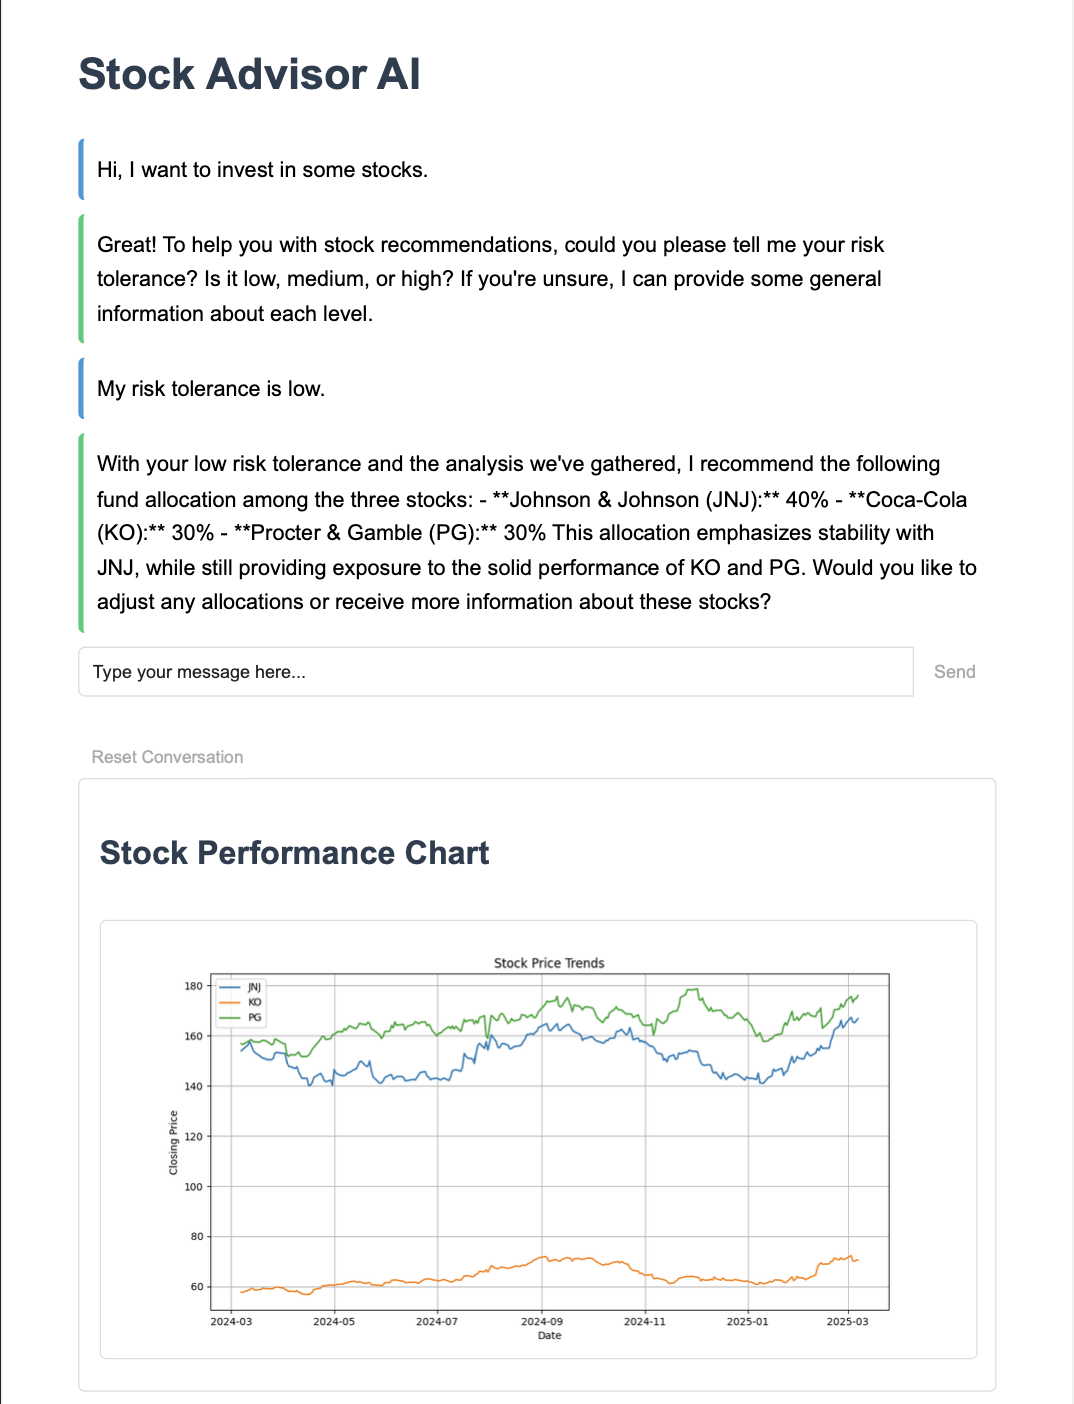 Stock Advisor AI
Hi, I want to invest in some stocks.
Great! To help you with stock recommendations, could you please tell me your risk
tolerance? Is it low, medium, or high? If you're unsure, I can provide some general
information about each level.
My risk tolerance is low.
With your low risk tolerance and the analysis we've gathered, I recommend the following
fund allocation among the three stocks: - **Johnson & Johnson (JNJ):** 40% - **Coca-Cola
(KO):** 30% - **Procter & Gamble (PG):** 30% This allocation emphasizes stability with
JNJ, while still providing exposure to the solid performance of KO and PG. Would you like to
adjust any allocations or receive more information about these stocks?
Type your message here...
Send
Reset Conversation
Stock Performance Chart
Stock Price Trends
JNJ
KO
PG
180
160
140
120
100
80
60
Closing Price
2024-03
2024-05
2024-07
2024-09
2024-11
2025-01
2025-03
Date